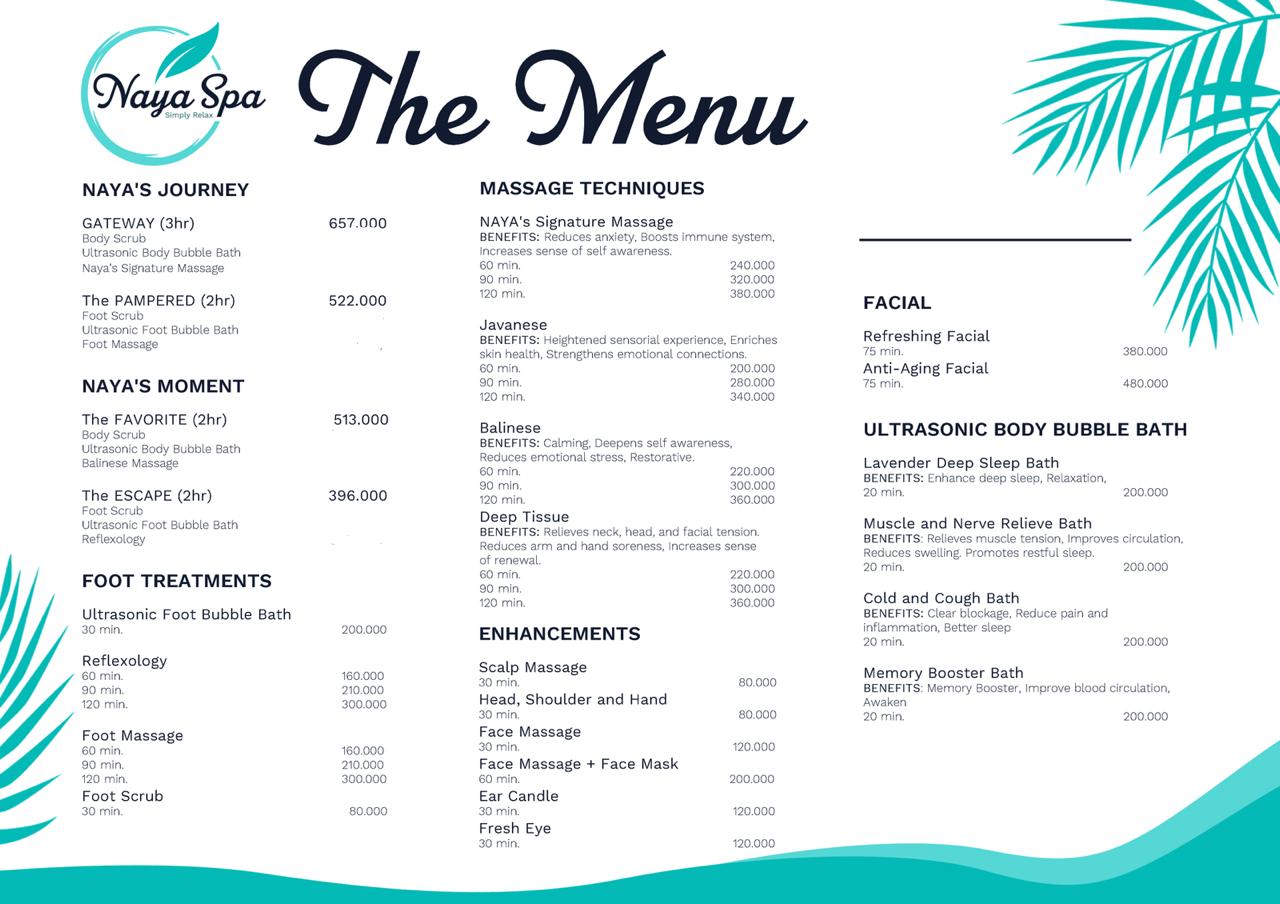 Naya Spa
Simply Relax
The Menu
NAYA'S JOURNEY
GATEWAY (3hr) 657.000
Body Scrub
Ultrasonic Body Bubble Bath
Naya's Signature Massage
The PAMPERED (2hr) 522.000
Foot Scrub
Ultrasonic Foot Bubble Bath
Foot Massage
NAYA'S MOMENT
The FAVORITE (2hr) 513.000
Body Scrub
Ultrasonic Body Bubble Bath
Balinese Massage
The ESCAPE (2hr) 396.000
Foot Scrub
Ultrasonic Foot Bubble Bath
Reflexology
FOOT TREATMENTS
Ultrasonic Foot Bubble Bath
30 min. 200.000
Reflexology
60 min. 160.000
90 min. 210.000
120 min. 300.000
Foot Massage
60 min. 160.000
90 min. 210.000
120 min. 300.000
Foot Scrub
30 min. 80.000
MASSAGE TECHNIQUES
NAYA's Signature Massage
BENEFITS: Reduces anxiety, Boosts immune system,
Increases sense of self awareness.
60 min. 240.000
90 min. 320.000
120 min. 380.000
Javanese
BENEFITS: Heightened sensorial experience, Enriches
skin health, Strengthens emotional connections.
60 min. 200.000
90 min. 280.000
120 min. 340.000
Balinese
BENEFITS: Calming, Deepens self awareness,
Reduces emotional stress, Restorative.
60 min. 220.000
90 min. 300.000
120 min. 360.000
Deep Tissue
BENEFITS: Relieves neck, head, and facial tension.
Reduces arm and hand soreness, Increases sense
of renewal.
60 min. 220.000
90 min. 300.000
120 min. 360.000
ENHANCEMENTS
Scalp Massage
30 min. 80.000
Head, Shoulder and Hand
30 min. 80.000
Face Massage
30 min. 120.000
Face Massage + Face Mask
60 min. 200.000
Ear Candle
30 min. 120.000
Fresh Eye
30 min. 120.000
FACIAL
Refreshing Facial
75 min. 380.000
Anti-Aging Facial
75 min. 480.000
ULTRASONIC BODY BUBBLE BATH
Lavender Deep Sleep Bath
BENEFITS: Enhance deep sleep, Relaxation,
20 min. 200.000
Muscle and Nerve Relieve Bath
BENEFITS: Relieves muscle tension, Improves circulation,
Reduces swelling. Promotes restful sleep.
20 min. 200.000
Cold and Cough Bath
BENEFITS: Clear blockage, Reduce pain and
inflammation, Better sleep
20 min. 200.000
Memory Booster Bath
BENEFITS: Memory Booster, Improve blood circulation,
Awaken
20 min. 200.000